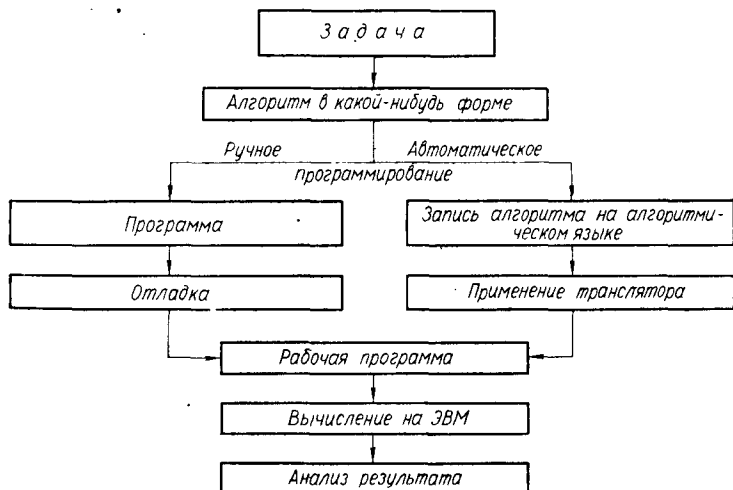 Задача
Алгоритм в какой-нибудь форме
Ручное Автоматическое
программирование
Программа
Запись алгоритма на алгоритми-
ческом языке
Отладка
Применение транслятора
Рабочая программа
Вычисление на ЭВМ
Анализ результата